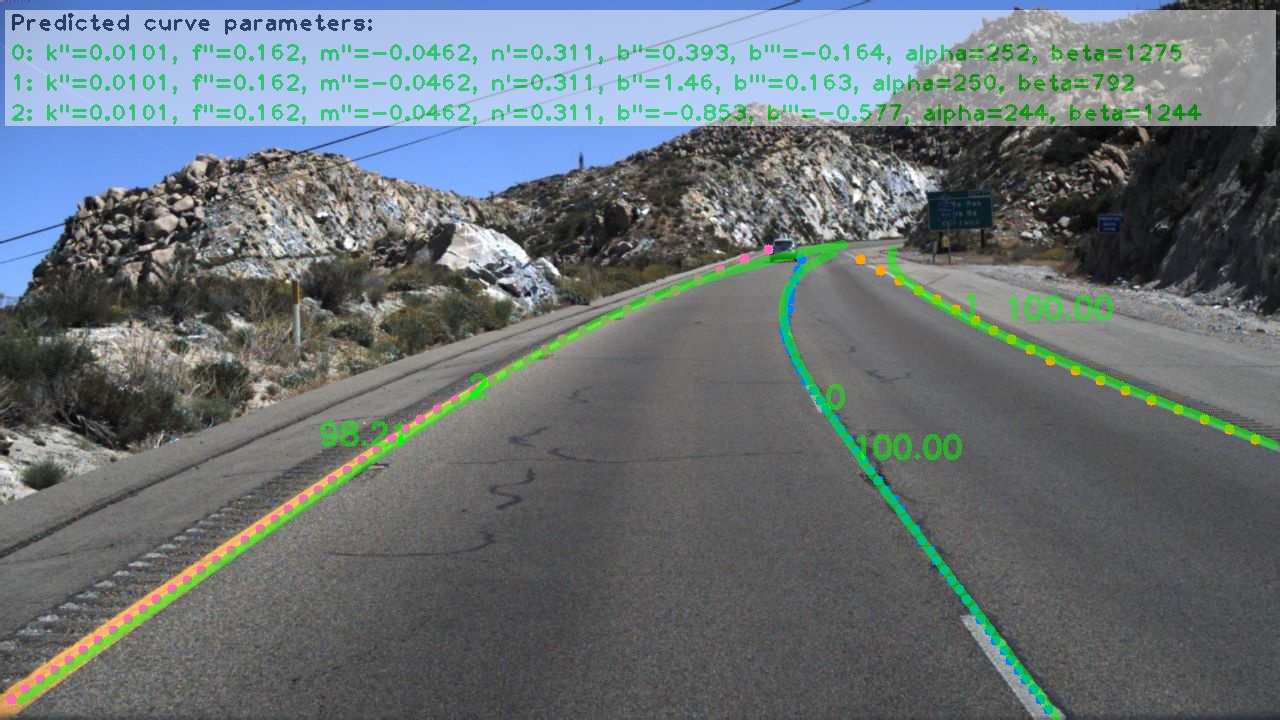 Predicted curve parameters:
0: k''=0.0101, f''=0.162, m''=-0.0462, n'=0.311, b''=0.393, b'''=-0.164, alpha=252, beta=1275
1: k''=0.0101, f''=0.162, m''=-0.0462, n'=0.311, b''=1.46, b'''=0.163, alpha=250, beta=792
2: k''=0.0101, f''=0.162, m''=-0.0462, n'=0.311, b''=-0.853, b'''=-0.577, alpha=244, beta=1244
1 100.00
2
0
98.21
100.00